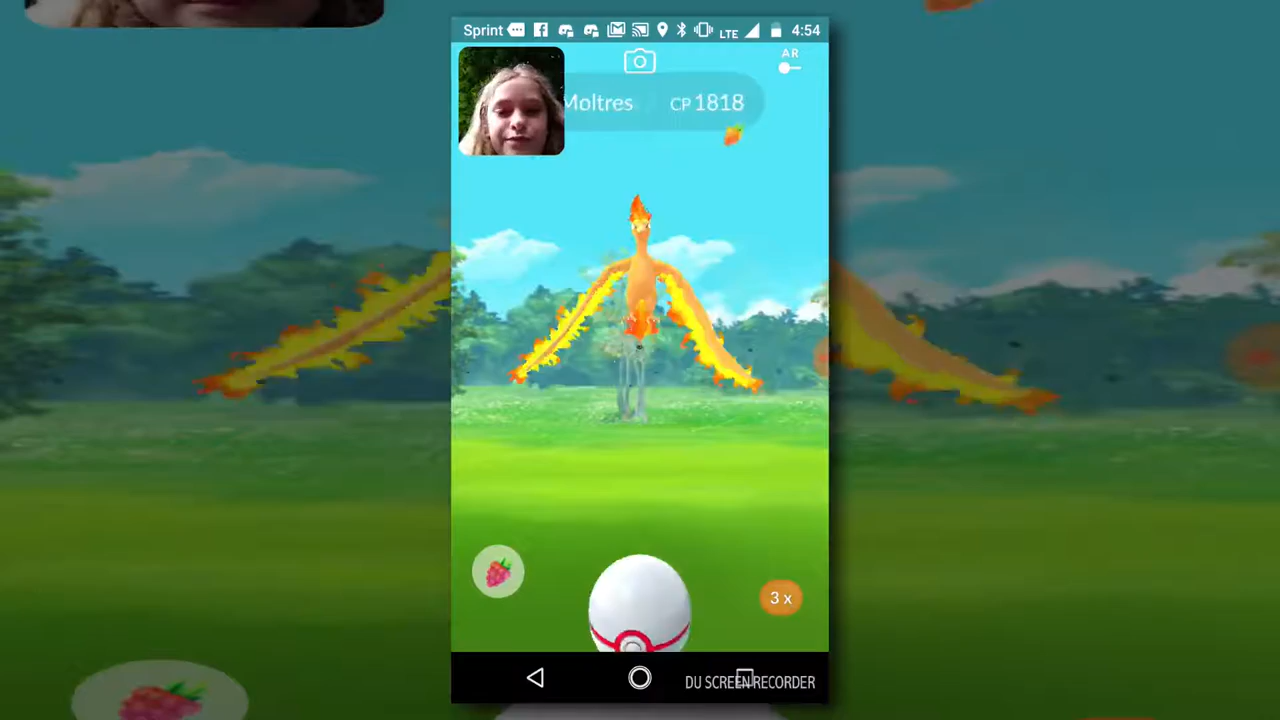 Sprint LTE 4:54
AR
Moltres CP 1818
3 x
DU SCREEN RECORDER